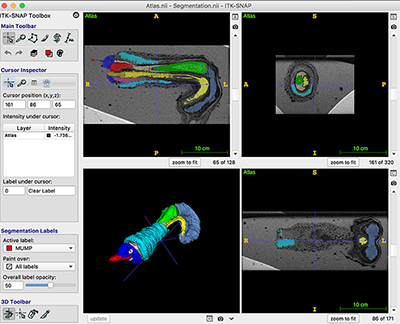 Atlas.nii - Segmentation.nii - ITK-SNAP
ITK-SNAP Toolbox
Main Toolbar
Cursor Inspector
Cursor position (x,y,z):
161 86 65
Intensity under cursor:
Layer Intensity
Atlas -1.736...
Label under cursor:
0 Clear Label
Segmentation Labels
Active label:
MUMP
Paint over:
All labels
Overall label opacity:
50
3D Toolbar
Atlas A
R L
P
10 cm
zoom to fit 65 of 128
Atlas S
A P
I
10 cm
zoom to fit 161 of 320
update
Atlas S
R L
I
10 cm
zoom to fit 86 of 171